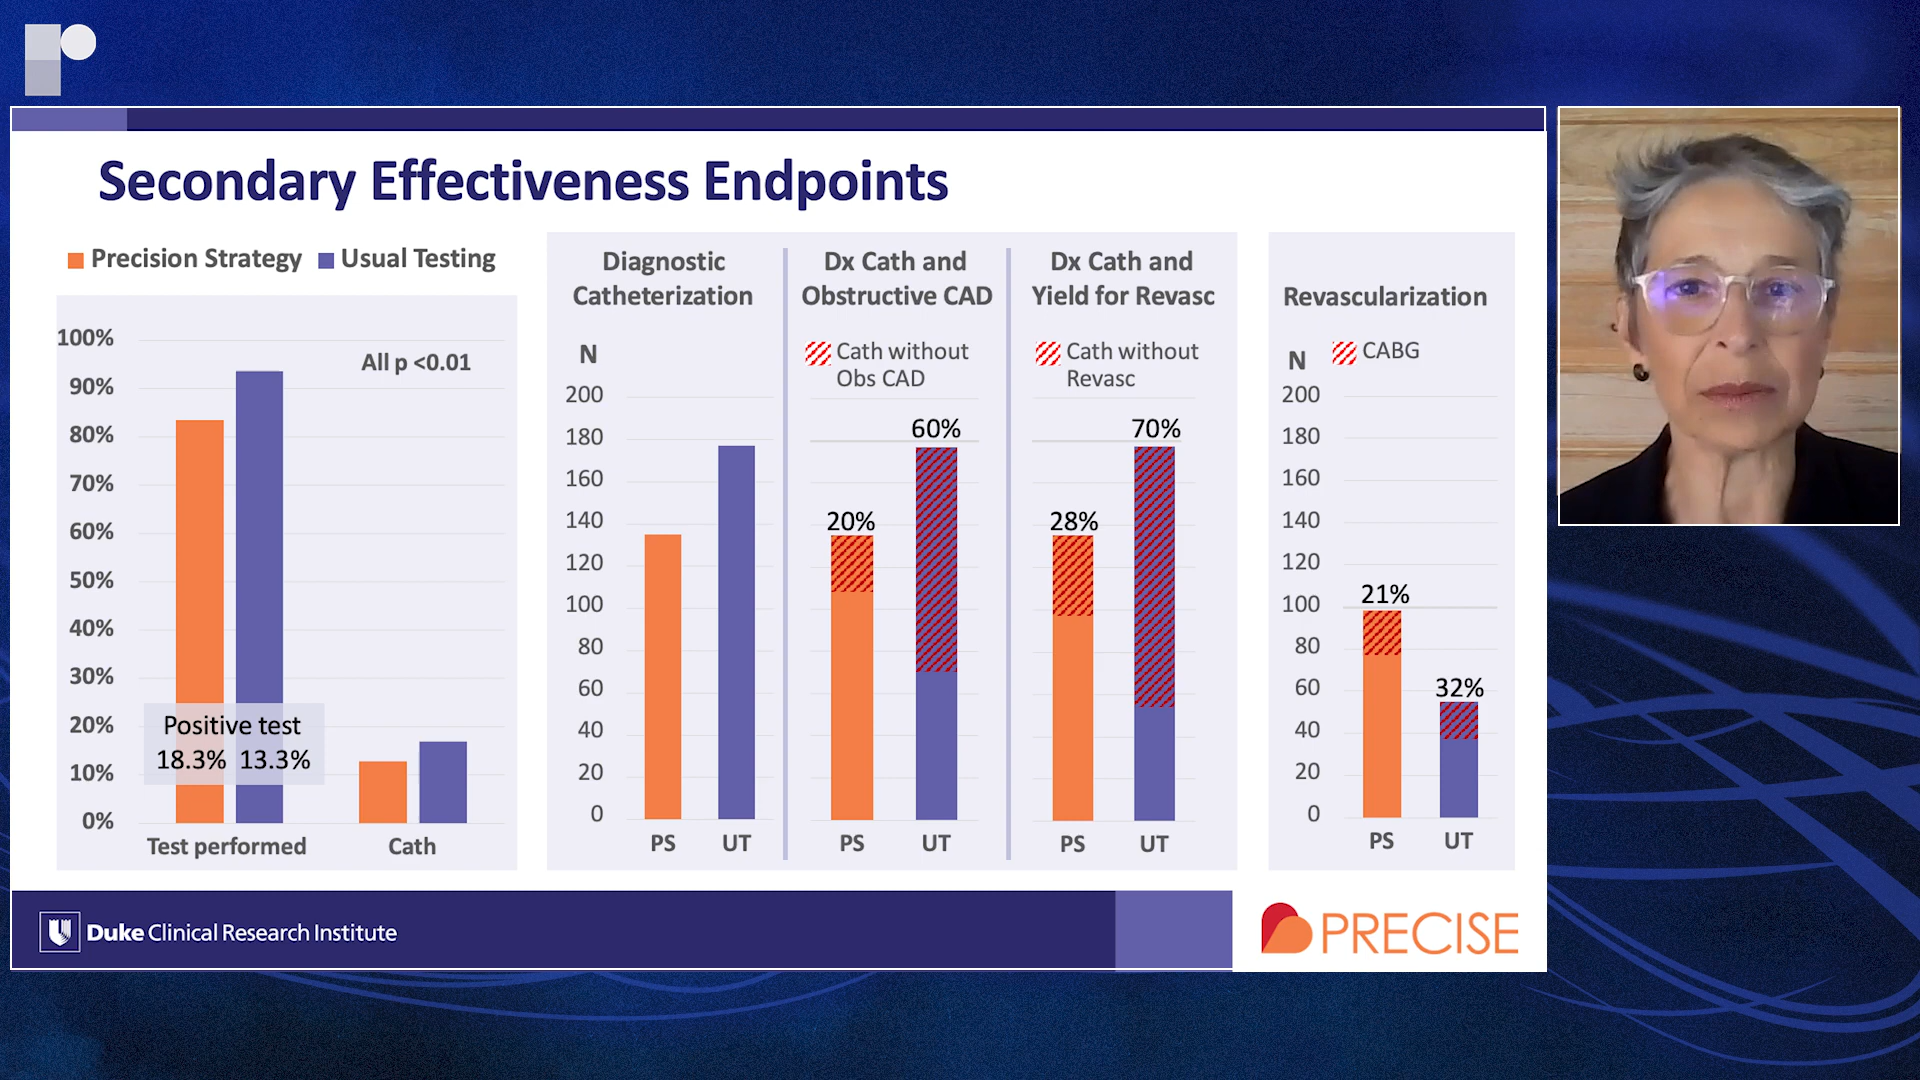 Secondary Effectiveness Endpoints
Precision Strategy Usual Testing
100%
90%
80%
70%
60%
50%
40%
30%
20%
10%
0%
All p <0.01
Positive test
18.3% 13.3%
Test performed Cath
Diagnostic
Catheterization
N
200
180
160
140
120
100
80
60
40
20
0
PS UT
Dx Cath and
Obstructive CAD
Cath without
Obs CAD
20% 60%
PS UT
Dx Cath and
Yield for Revasc
Cath without
Revasc
28% 70%
PS UT
Revascularization
CABG
N
200
180
160
140
120
100
80
60
40
20
0
21% 32%
PS UT
Duke Clinical Research Institute
PRECISE